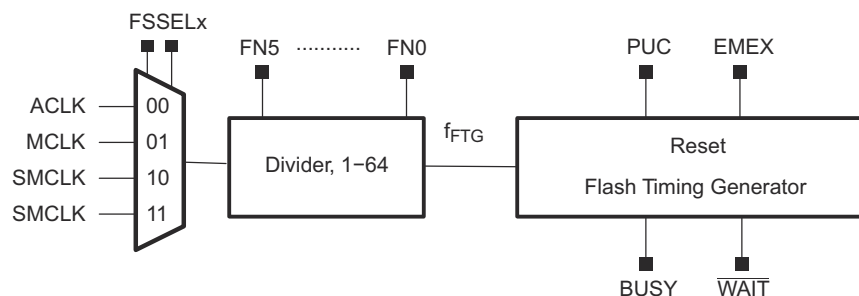 FSSELx
FN5 ........... FN0
PUC EMEX
ACLK 00
MCLK 01
SMCLK 10
SMCLK 11
Divider, 1−64
fFTG
Reset
Flash Timing Generator
BUSY WAIT